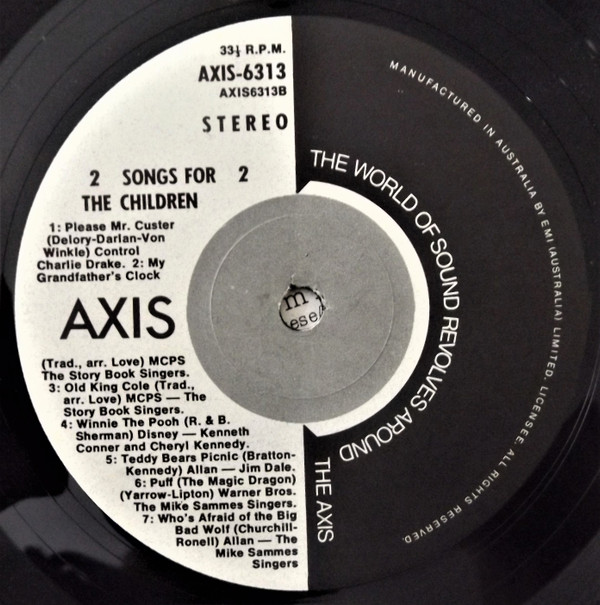 33⅓ R.P.M.
AXIS-6313
AXIS6313B
STEREO
2 SONGS FOR 2
THE CHILDREN
1: Please Mr. Custer
(Delory-Darian-Von
Winkle) Control
Charlie Drake. 2: My
Grandfather's Clock
AXIS
(Trad., arr. Love) MCPS
The Story Book Singers.
3: Old King Cole (Trad.,
arr. Love) MCPS — The
Story Book Singers.
4: Winnie The Pooh (R. & B.
Sherman) Disney — Kenneth
Conner and Cheryl Kennedy.
5: Teddy Bears Picnic (Bratton-
Kennedy) Allan — Jim Dale.
6: Puff (The Magic Dragon)
(Yarrow-Lipton) Warner Bros.
The Mike Sammes Singers.
7: Who's Afraid of the Big
Bad Wolf (Churchill-
Ronell) Allan — The
Mike Sammes
Singers
THE WORLD OF SOUND REVOLVES AROUND
THE AXIS
MANUFACTURED IN AUSTRALIA BY EMI (AUSTRALIA) LIMITED. LICENSEE. ALL RIGHTS RESERVED.